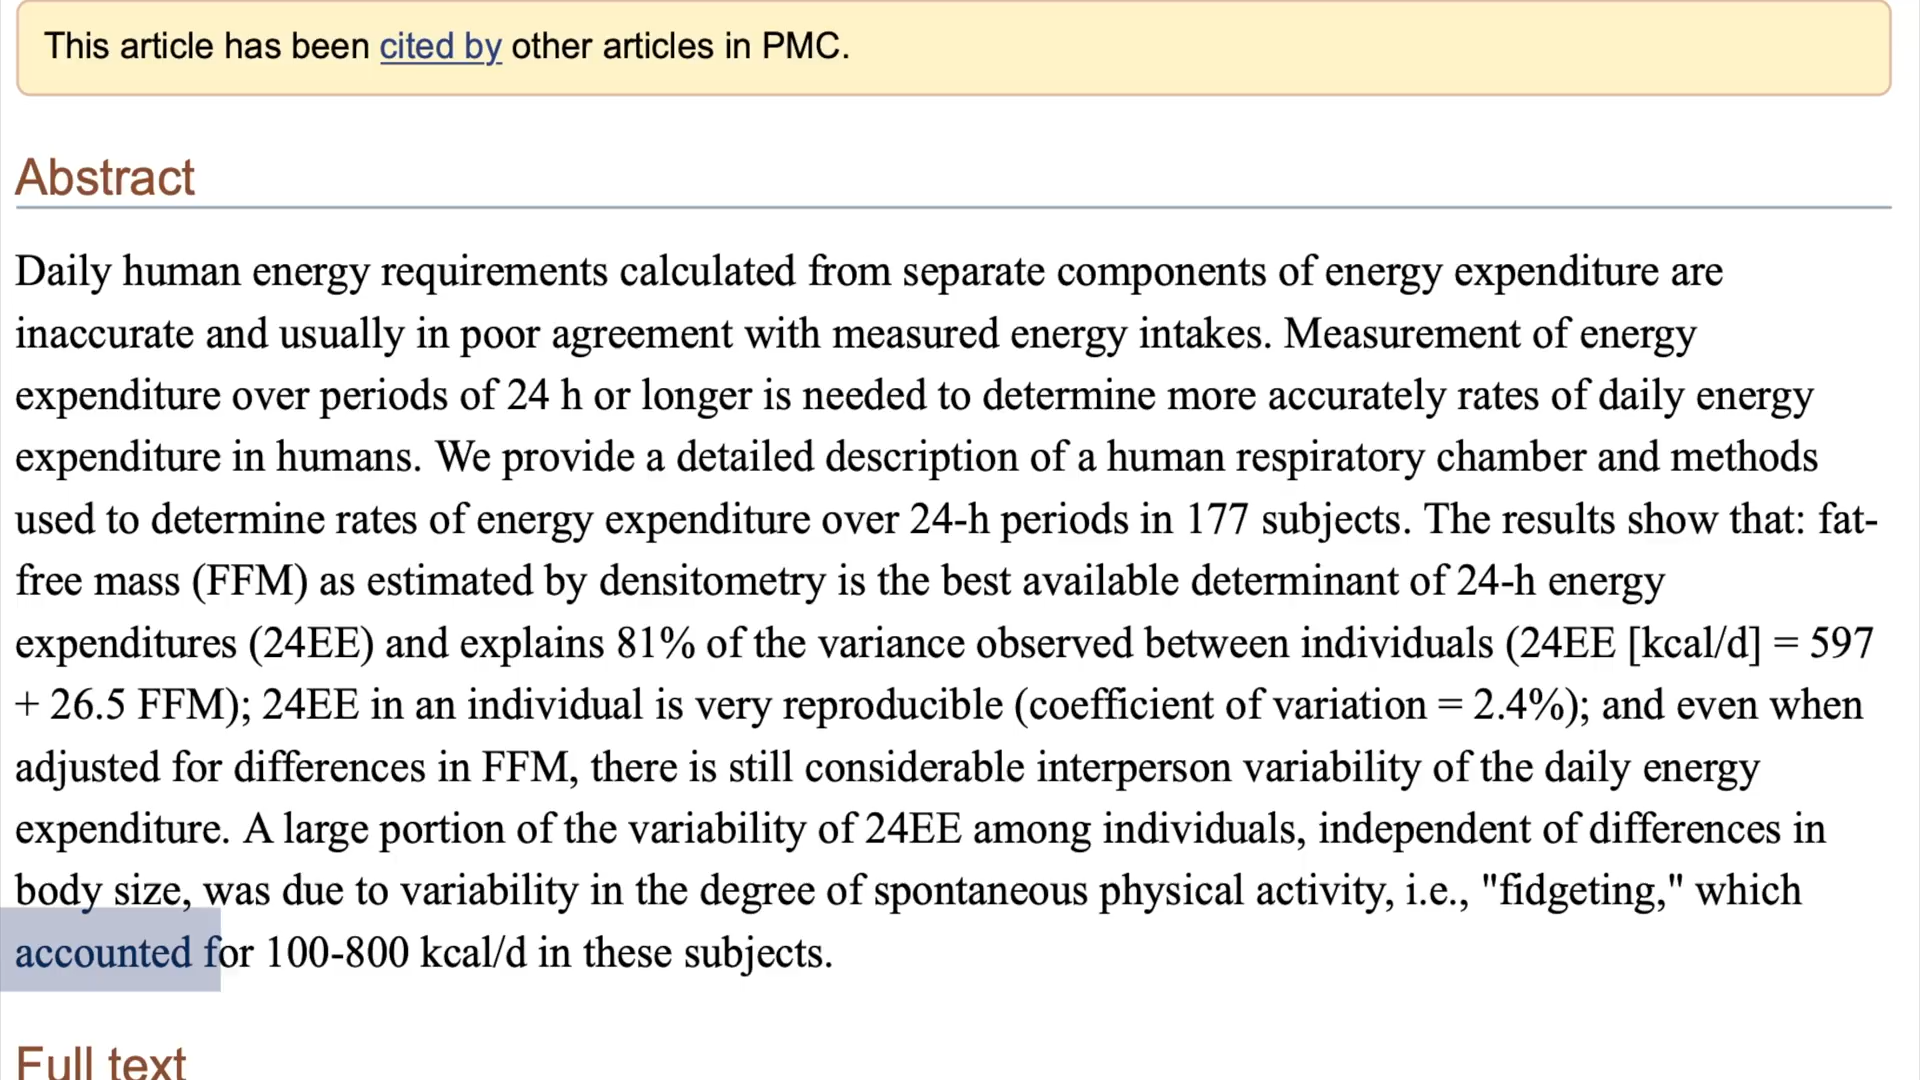 This article has been cited by other articles in PMC.
Abstract
Daily human energy requirements calculated from separate components of energy expenditure are
inaccurate and usually in poor agreement with measured energy intakes. Measurement of energy
expenditure over periods of 24 h or longer is needed to determine more accurately rates of daily energy
expenditure in humans. We provide a detailed description of a human respiratory chamber and methods
used to determine rates of energy expenditure over 24-h periods in 177 subjects. The results show that: fat-
free mass (FFM) as estimated by densitometry is the best available determinant of 24-h energy
expenditures (24EE) and explains 81% of the variance observed between individuals (24EE [kcal/d] = 597
+ 26.5 FFM); 24EE in an individual is very reproducible (coefficient of variation = 2.4%); and even when
adjusted for differences in FFM, there is still considerable interperson variability of the daily energy
expenditure. A large portion of the variability of 24EE among individuals, independent of differences in
body size, was due to variability in the degree of spontaneous physical activity, i.e., "fidgeting," which
accounted for 100-800 kcal/d in these subjects.
Full text